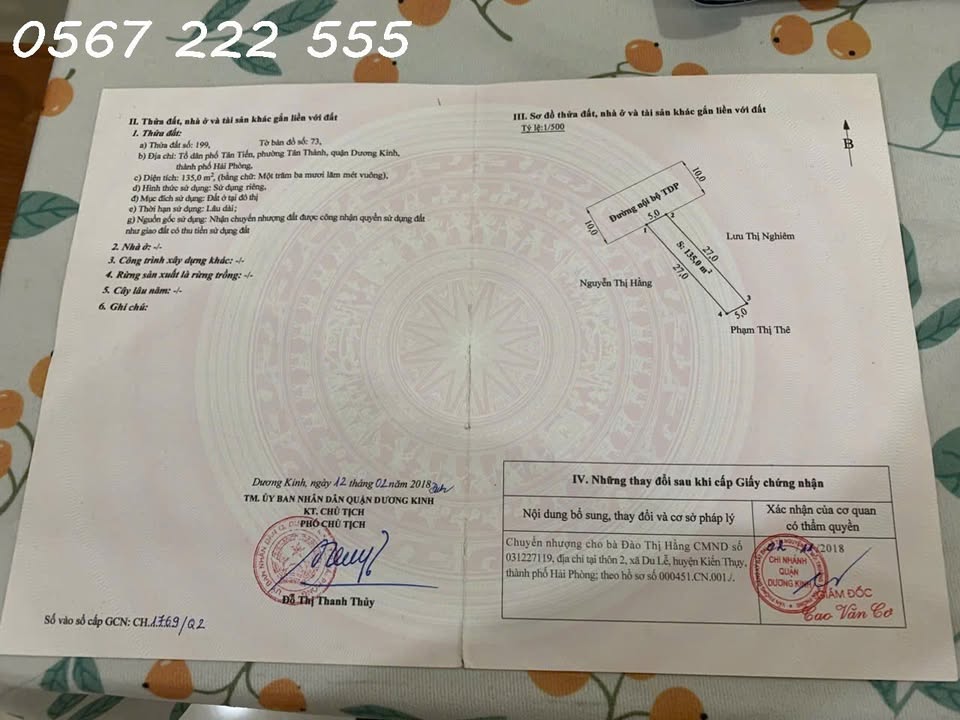 0567 222 555
II. Thửa đất, nhà ở và tài sản khác gắn liền với đất
1. Thửa đất:
a) Thửa đất số: 199, Tờ bản đồ số: 73,
b) Địa chỉ: Tổ dân phố Tân Tiến, phường Tân Thành, quận Dương Kinh,
thành phố Hải Phòng,
c) Diện tích: 135,0 m², (bằng chữ: Một trăm ba mươi lăm mét vuông),
d) Hình thức sử dụng: Sử dụng riêng,
đ) Mục đích sử dụng: Đất ở tại đô thị
e) Thời hạn sử dụng: Lâu dài;
g) Nguồn gốc sử dụng: Nhận chuyển nhượng đất được công nhận quyền sử dụng đất
như giao đất có thu tiền sử dụng đất
2. Nhà ở: -/-
3. Công trình xây dựng khác: -/-
4. Rừng sản xuất là rừng trồng: -/-
5. Cây lâu năm: -/-
6. Ghi chú:
Dương Kinh, ngày 12 tháng 02 năm 2018
TM. ỦY BAN NHÂN DÂN QUẬN DƯƠNG KINH
KT. CHỦ TỊCH
PHÓ CHỦ TỊCH
Đỗ Thị Thanh Thủy
Số vào sổ cấp GCN: CH.1769/Q2
III. Sơ đồ thửa đất, nhà ở và tài sản khác gắn liền với đất
Tỷ lệ:1/500
B
10,0
Đường nội bộ TDP
10,0
5,0
1
2
Lưu Thị Nghiêm
27,0
S: 135,0 m²
27,0
Nguyễn Thị Hằng
3
4
5,0
Phạm Thị Thê
IV. Những thay đổi sau khi cấp Giấy chứng nhận
Nội dung bổ sung, thay đổi và cơ sở pháp lý
Xác nhận của cơ quan
có thẩm quyền
Chuyển nhượng cho bà Đào Thị Hằng CMND số
031227119, địa chỉ tại thôn 2, xã Du Lễ, huyện Kiến Thụy,
thành phố Hải Phòng; theo hồ sơ số 000451.CN.001./.
/2018
CHI NHÁNH
QUẬN
DƯƠNG KINH
GIÁM ĐỐC
Cao Văn Cơ